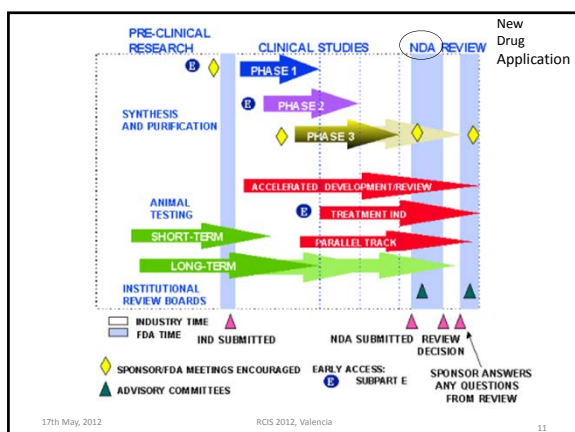 PRE-CLINICAL
RESEARCH
CLINICAL STUDIES
NDA REVIEW
New
Drug
Application
E
PHASE 1
E
PHASE 2
SYNTHESIS
AND PURIFICATION
PHASE 3
ACCELERATED DEVELOPMENT/REVIEW
ANIMAL
TESTING
E
TREATMENT IND
SHORT-TERM
PARALLEL TRACK
LONG-TERM
INSTITUTIONAL
REVIEW BOARDS
INDUSTRY TIME
FDA TIME
IND SUBMITTED
NDA SUBMITTED
REVIEW
DECISION
SPONSOR/FDA MEETINGS ENCOURAGED
ADVISORY COMMITTEES
EARLY ACCESS:
E SUBPART E
SPONSOR ANSWERS
ANY QUESTIONS
FROM REVIEW
17th May, 2012
RCIS 2012, Valencia
11